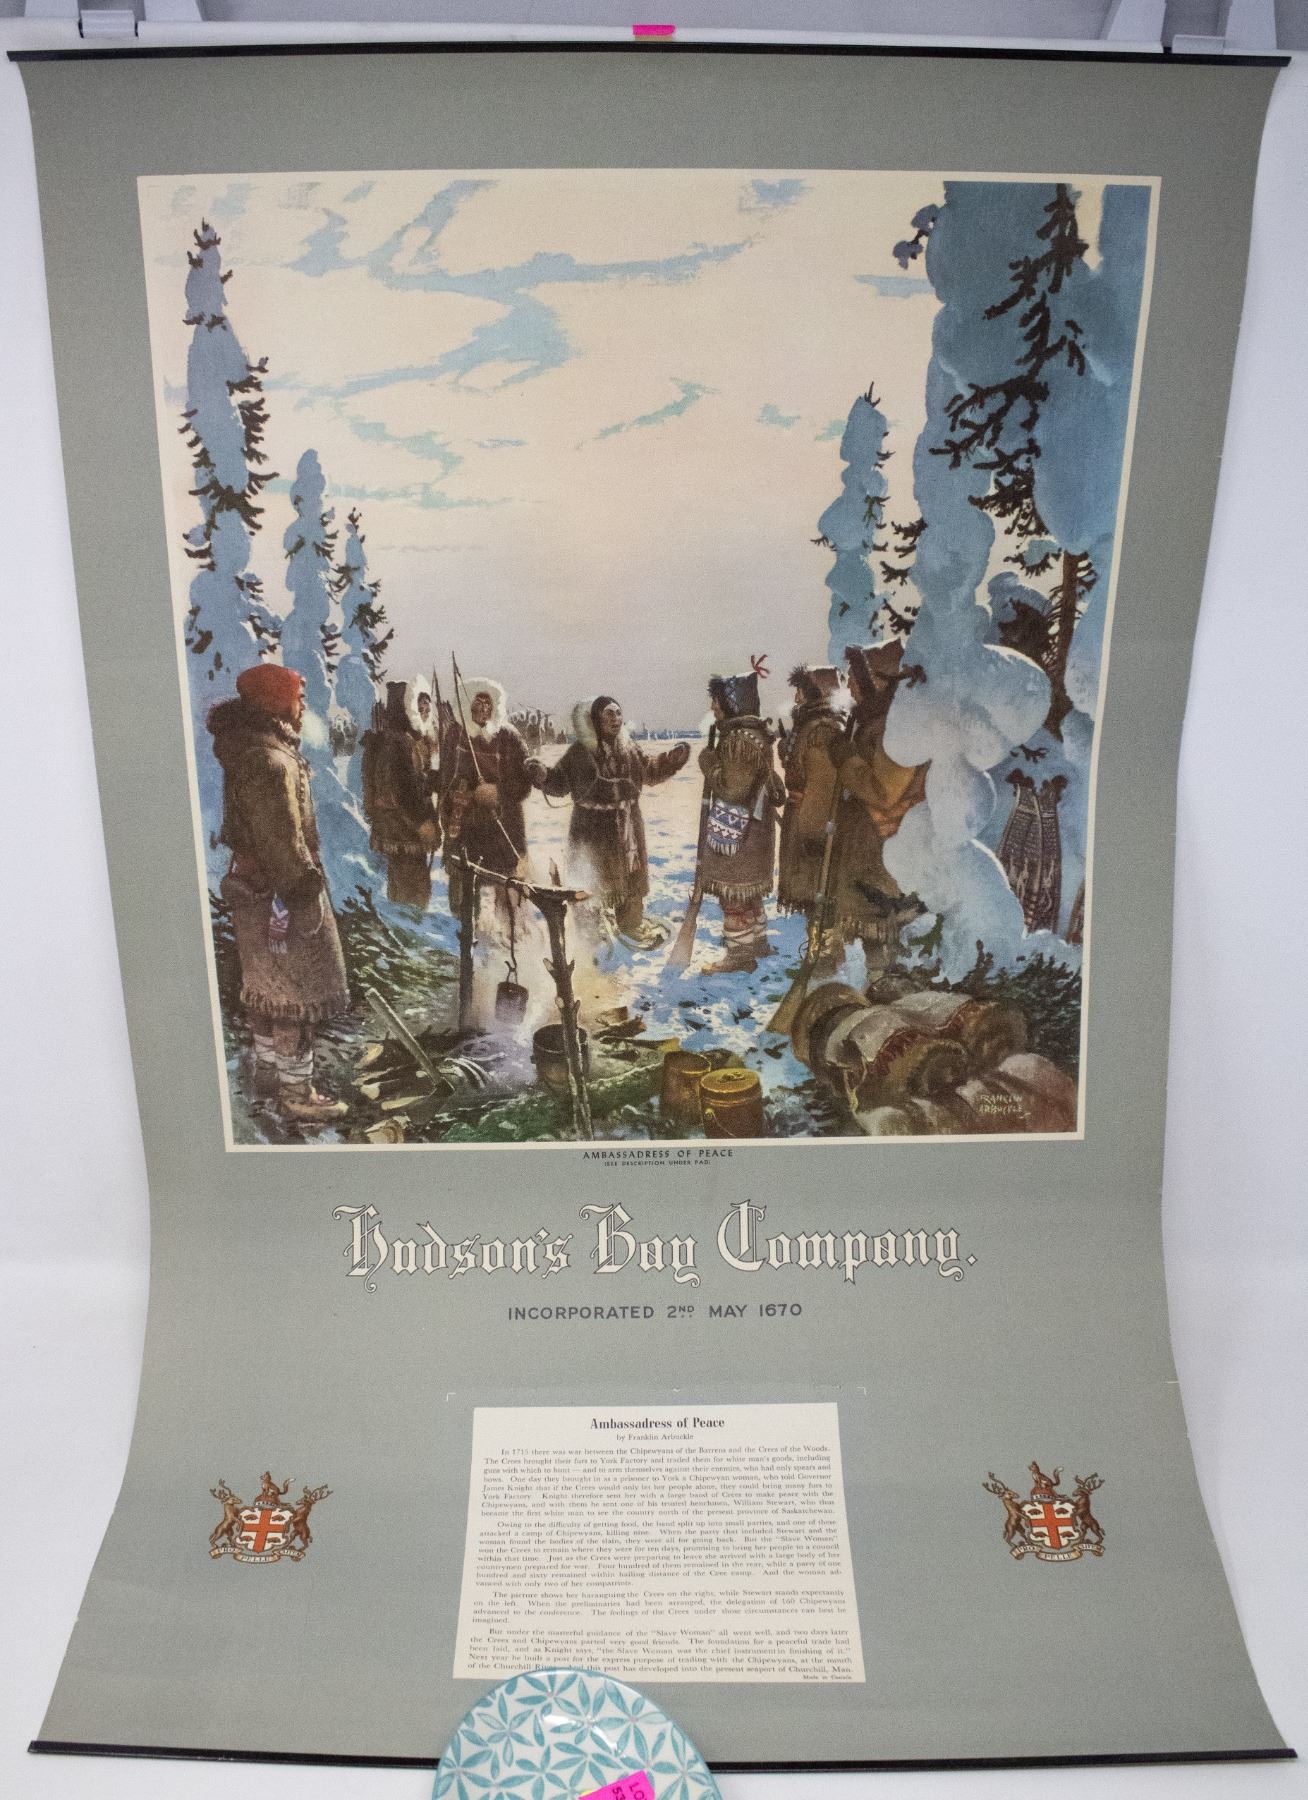 FRANKLIN
ARBUCKLE
AMBASSADRESS OF PEACE
(SEE DESCRIPTION UNDER PAD)
Hudson's Bay Company.
INCORPORATED 2ND MAY 1670
Ambassadress of Peace
by Franklin Arbuckle
In 1715 there was war between the Chipewyans of the Barrens and the Crees of the Woods.
The Crees brought their furs to York Factory and traded them for white man's goods, including
guns with which to hunt — and to arm themselves against their enemies, who had only spears and
bows. One day they brought in as a prisoner to York a Chipewyan woman, who told Governor
James Knight that if the Crees would only let her people alone, they could bring many furs to
York Factory. Knight therefore sent her with a large band of Crees to make peace with the
Chipewyans, and with them he sent one of his trusted henchmen, William Stewart, who thus
became the first white man to see the country north of the present province of Saskatchewan.
Owing to the difficulty of getting food, the band split up into small parties, and one of these
attacked a camp of Chipewyans, killing nine. When the party that included Stewart and the
woman found the bodies of the slain, they were all for going back. But the "Slave Woman"
won the Crees to remain where they were for ten days, promising to bring her people to a council
within that time. Just as the Crees were preparing to leave she arrived with a large body of her
countrymen prepared for war. Four hundred of them remained in the rear, while a party of one
hundred and sixty remained within hailing distance of the Cree camp. And the woman ad-
vanced with only two of her compatriots.
The picture shows her haranguing the Crees on the right, while Stewart stands expectantly
on the left. When the preliminaries had been arranged, the delegation of 160 Chipewyans
advanced to the conference. The feelings of the Crees under those circumstances can best be
imagined.
But under the masterful guidance of the "Slave Woman" all went well, and two days later
the Crees and Chipewyans parted very good friends. The foundation for a peaceful trade had
been laid, and as Knight says, "the Slave Woman was the chief instrument in finishing of it."
Next year he built a post for the express purpose of trading with the Chipewyans, at the mouth
of the Churchill River. And this post has developed into the present seaport of Churchill, Man.
Made in Canada
PRO PELLE CUTEM
PRO PELLE CUTEM
LO
53